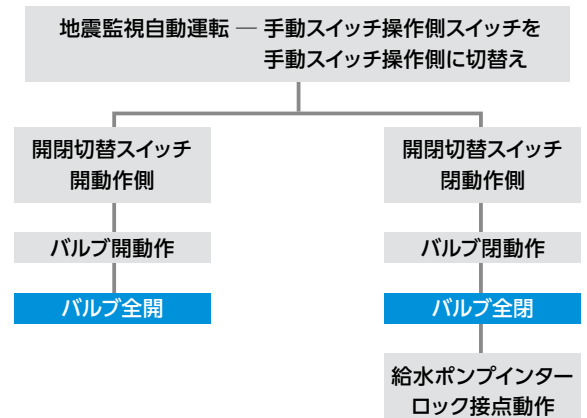 地震監視自動運転 ― 手動スイッチ操作側スイッチを
手動スイッチ操作側に切替え
開閉切替スイッチ
開動作側
バルブ開動作
バルブ全開
開閉切替スイッチ
閉動作側
バルブ閉動作
バルブ全閉
給水ポンプインター
ロック接点動作